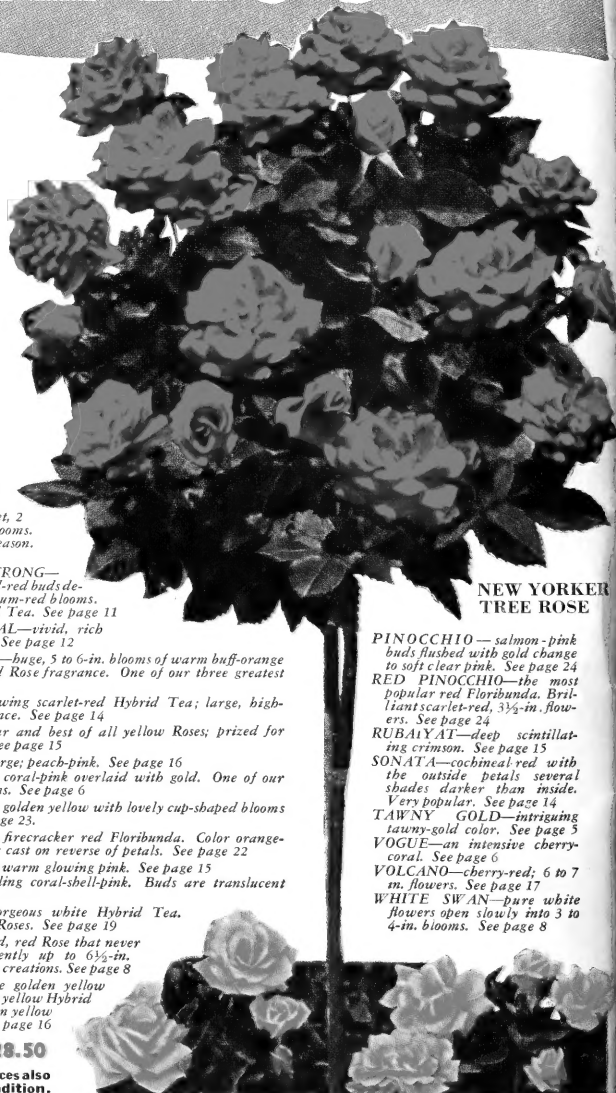 et, 2
ooms.
eason.
RONG—
l-red buds de-
um-red blooms.
Tea. See page 11
AL—vivid, rich
See page 12
—huge, 5 to 6-in. blooms of warm buff-orange
d Rose fragrance. One of our three greatest
wing scarlet-red Hybrid Tea; large, high-
nce. See page 14
er and best of all yellow Roses; prized for
ee page 15
arge; peach-pink. See page 16
coral-pink overlaid with gold. One of our
ns. See page 6
golden yellow with lovely cup-shaped blooms
ge 23.
firecracker red Floribunda. Color orange-
cast on reverse of petals. See page 22
warm glowing pink. See page 15
ling coral-shell-pink. Buds are translucent
orgeous white Hybrid Tea.
Roses. See page 19
d, red Rose that never
ently up to 6½-in.
creations. See page 8
e golden yellow
yellow Hybrid
n yellow
page 16
28.50
ces also
dition.
NEW YORKER
TREE ROSE
PINOCCHIO—salmon-pink
buds flushed with gold change
to soft clear pink. See page 24
RED PINOCCHIO—the most
popular red Floribunda. Bril-
liant scarlet-red, 3½-in. flow-
ers. See page 24
RUBAIYAT—deep scintillat-
ing crimson. See page 15
SONATA—cochineal-red with
the outside petals several
shades darker than inside.
Very popular. See page 14
TAWNY GOLD—intriguing
tawny-gold color. See page 5
VOGUE—an intensive cherry-
coral. See page 6
VOLCANO—cherry-red; 6 to 7
in. flowers. See page 17
WHITE SWAN—pure white
flowers open slowly into 3 to
4-in. blooms. See page 8